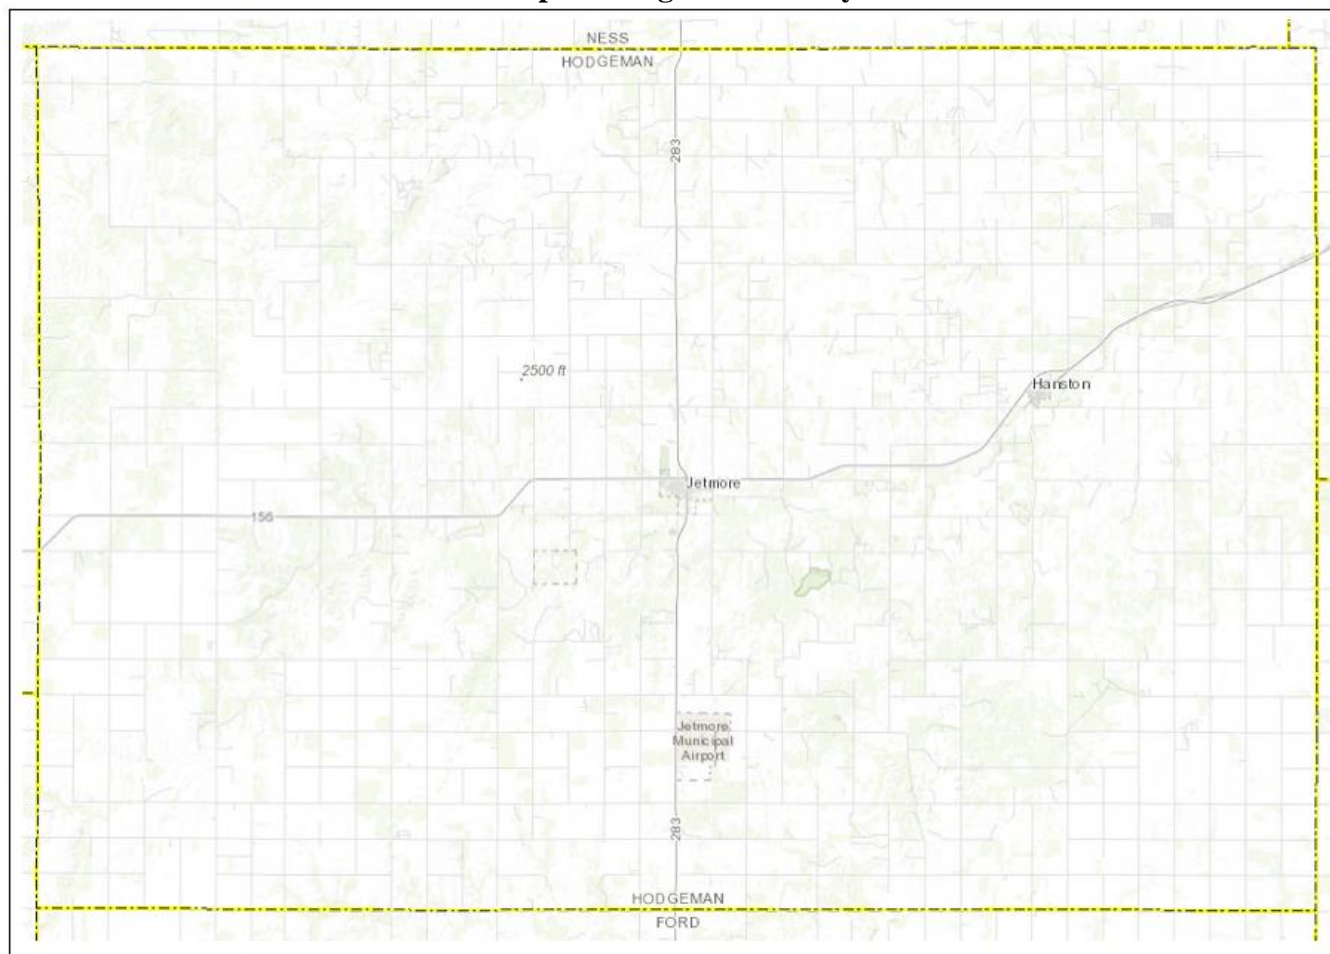 NESS
HODGEMAN
283
2500 ft
Hanston
Jetmore
156
Jetmore
Municipal
Airport
283
HODGEMAN
FORD